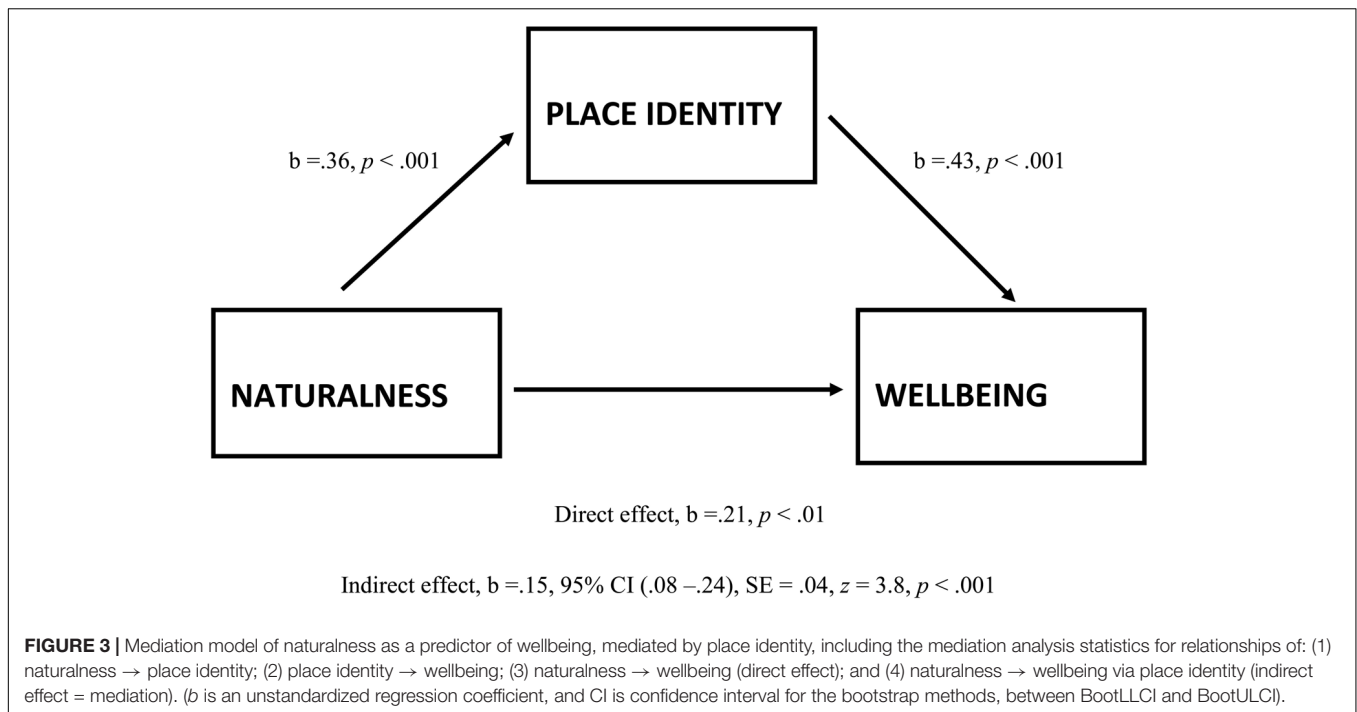 PLACE IDENTITY
b =.36, p < .001
b =.43, p < .001
NATURALNESS
WELLBEING
Direct effect, b =.21, p < .01
Indirect effect, b =.15, 95% CI (.08 –.24), SE = .04, z = 3.8, p < .001
FIGURE 3 | Mediation model of naturalness as a predictor of wellbeing, mediated by place identity, including the mediation analysis statistics for relationships of: (1)
naturalness → place identity; (2) place identity → wellbeing; (3) naturalness → wellbeing (direct effect); and (4) naturalness → wellbeing via place identity (indirect
effect = mediation). (b is an unstandardized regression coefficient, and CI is confidence interval for the bootstrap methods, between BootLLCI and BootULCI).